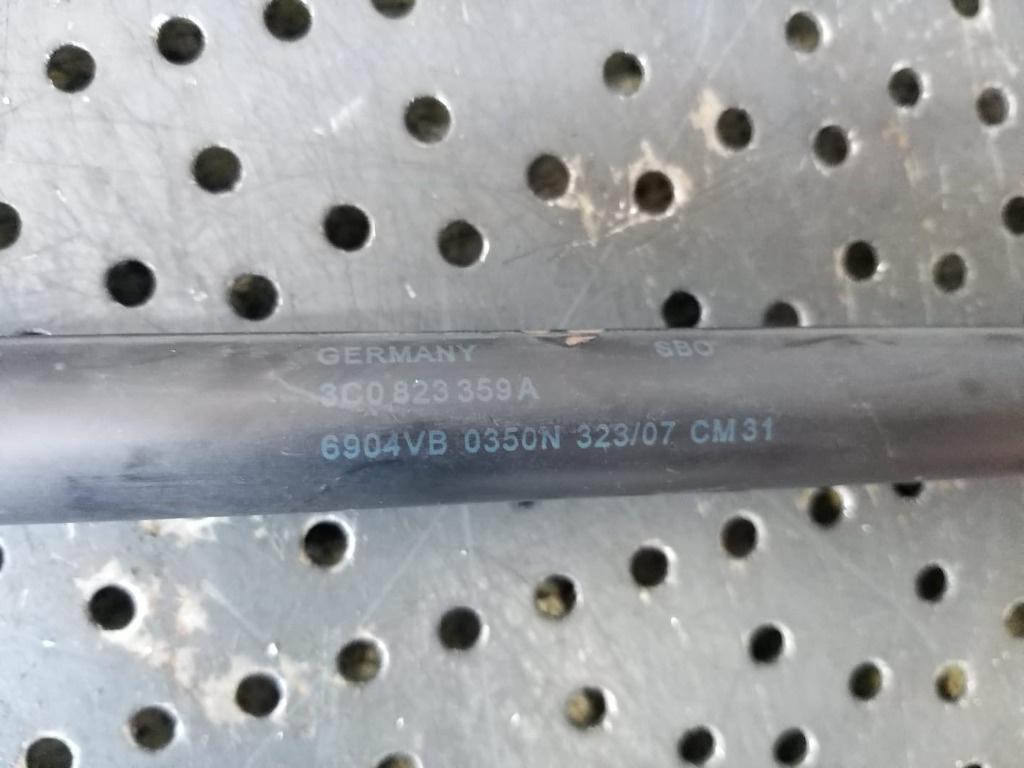 GERMANY SBO
3C0 823 359 A
6904VB 0350N 323/07 CM31